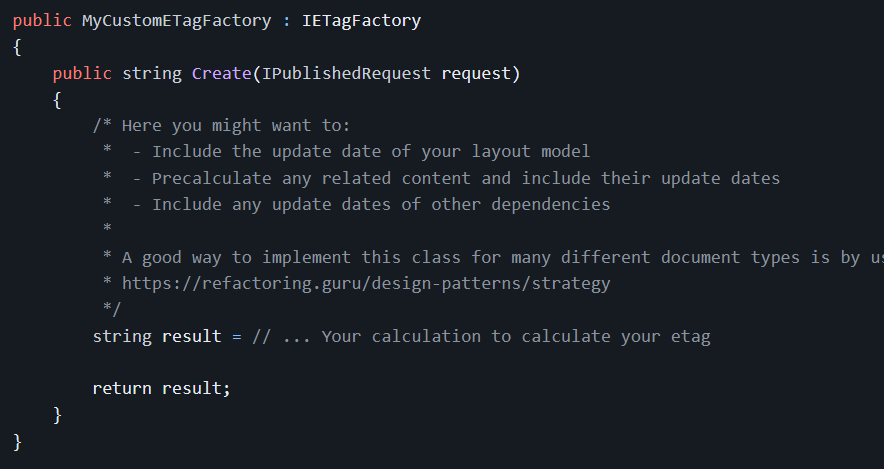 public MyCustomETagFactory : IETagFactory
{
    public string Create(IPublishedRequest request)
    {
        /* Here you might want to:
         *  - Include the update date of your layout model
         *  - Precalculate any related content and include their update dates
         *  - Include any update dates of other dependencies
         *
         * A good way to implement this class for many different document types is by
         * https://refactoring.guru/design-patterns/strategy
         */
        string result = // ... Your calculation to calculate your etag

        return result;
    }
}